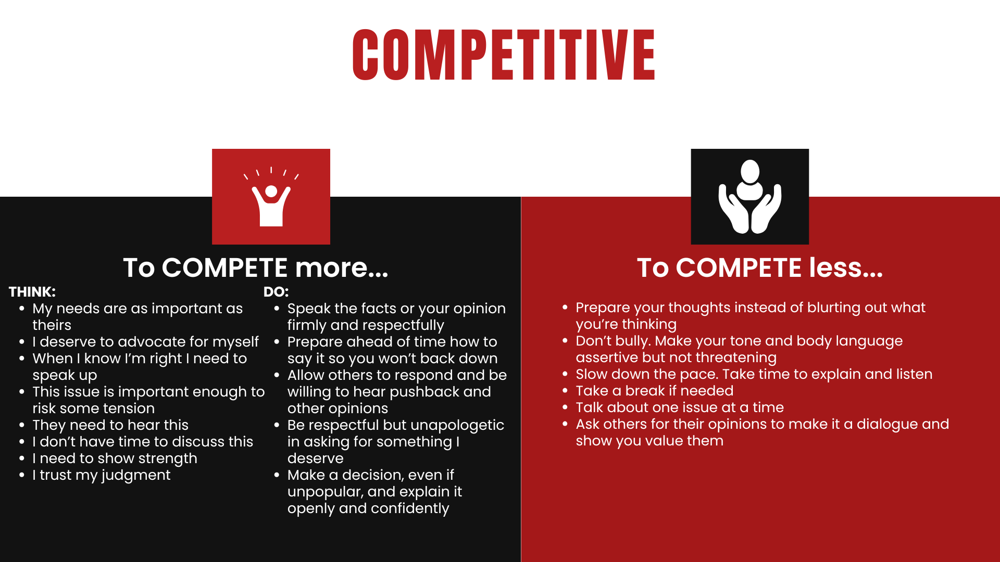 COMPETITIVE
To COMPETE more...
THINK:
• My needs are as important as
theirs
• I deserve to advocate for myself
• When I know I’m right I need to
speak up
• This issue is important enough to
risk some tension
• They need to hear this
• I don’t have time to discuss this
• I need to show strength
• I trust my judgment
DO:
• Speak the facts or your opinion
firmly and respectfully
• Prepare ahead of time how to
say it so you won’t back down
• Allow others to respond and be
willing to hear pushback and
other opinions
• Be respectful but unapologetic
in asking for something I
deserve
• Make a decision, even if
unpopular, and explain it
openly and confidently
To COMPETE less...
• Prepare your thoughts instead of blurting out what
you’re thinking
• Don’t bully. Make your tone and body language
assertive but not threatening
• Slow down the pace. Take time to explain and listen
• Take a break if needed
• Talk about one issue at a time
• Ask others for their opinions to make it a dialogue and
show you value them